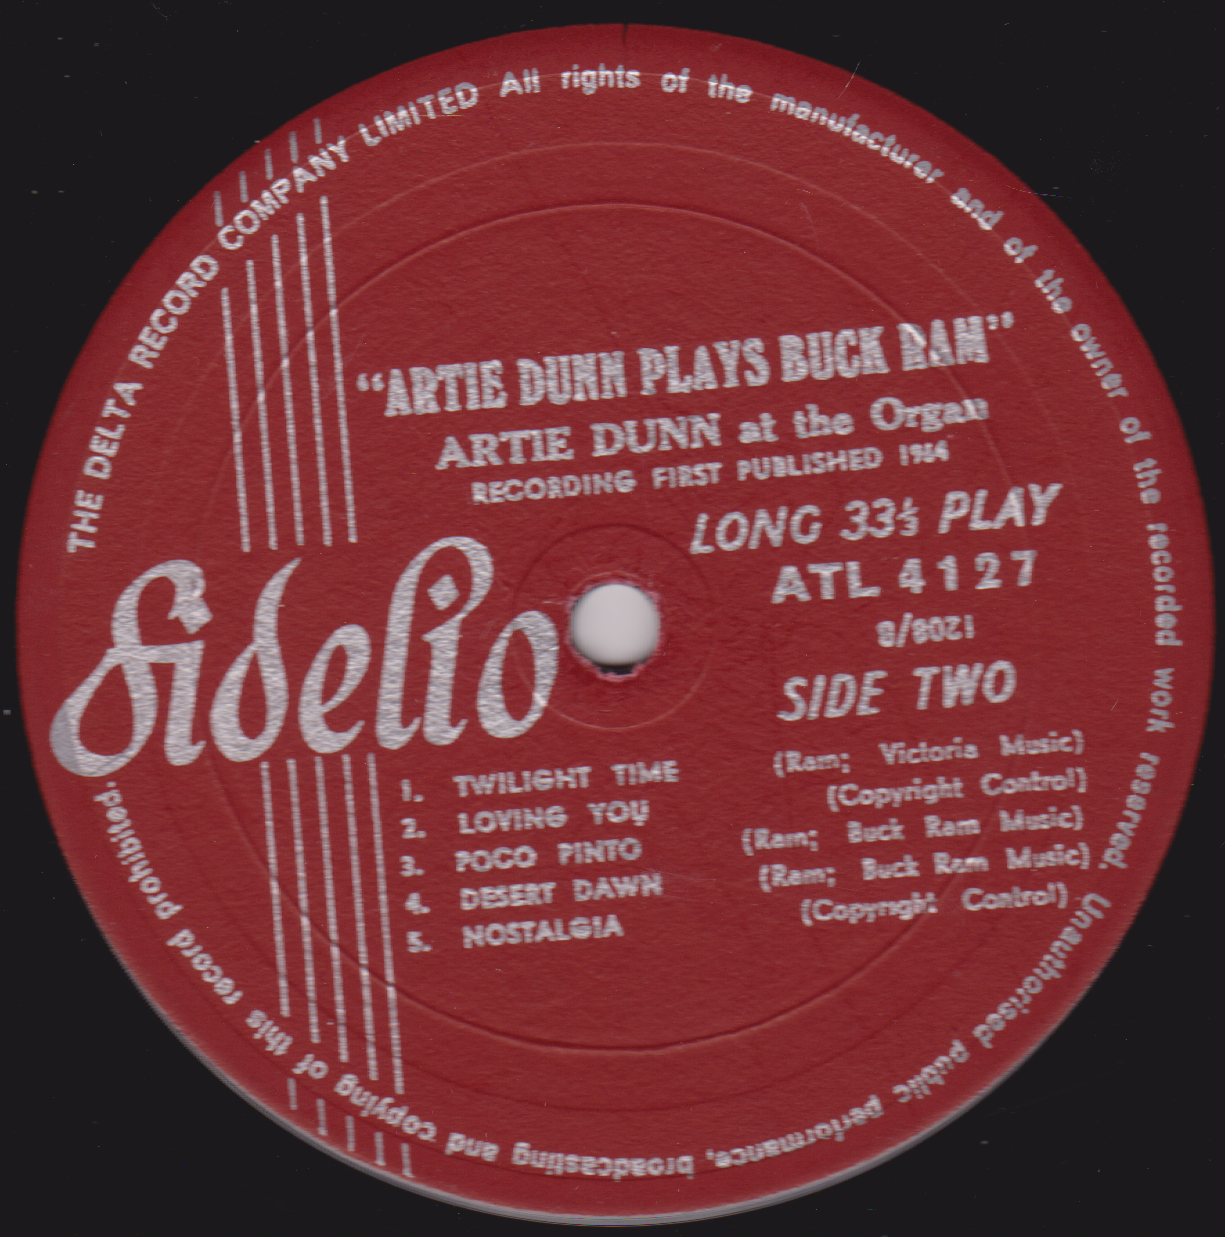 THE DELTA RECORD COMPANY LIMITED All rights of the manufacturer and of the owner of the recorded work reserved. Unauthorised public performance, broadcasting and copying of this record prohibited.
"ARTIE DUNN PLAYS BUCK RAM"
ARTIE DUNN at the Organ
RECORDING FIRST PUBLISHED 1964
LONG 33⅓ PLAY
ATL 4127
Fidelio
SIDE TWO
1. TWILIGHT TIME (Ram; Victoria Music)
2. LOVING YOU (Copyright Control)
3. POCO PINTO (Ram; Buck Ram Music)
4. DESERT DAWN (Ram; Buck Ram Music)
5. NOSTALGIA (Copyright Control)